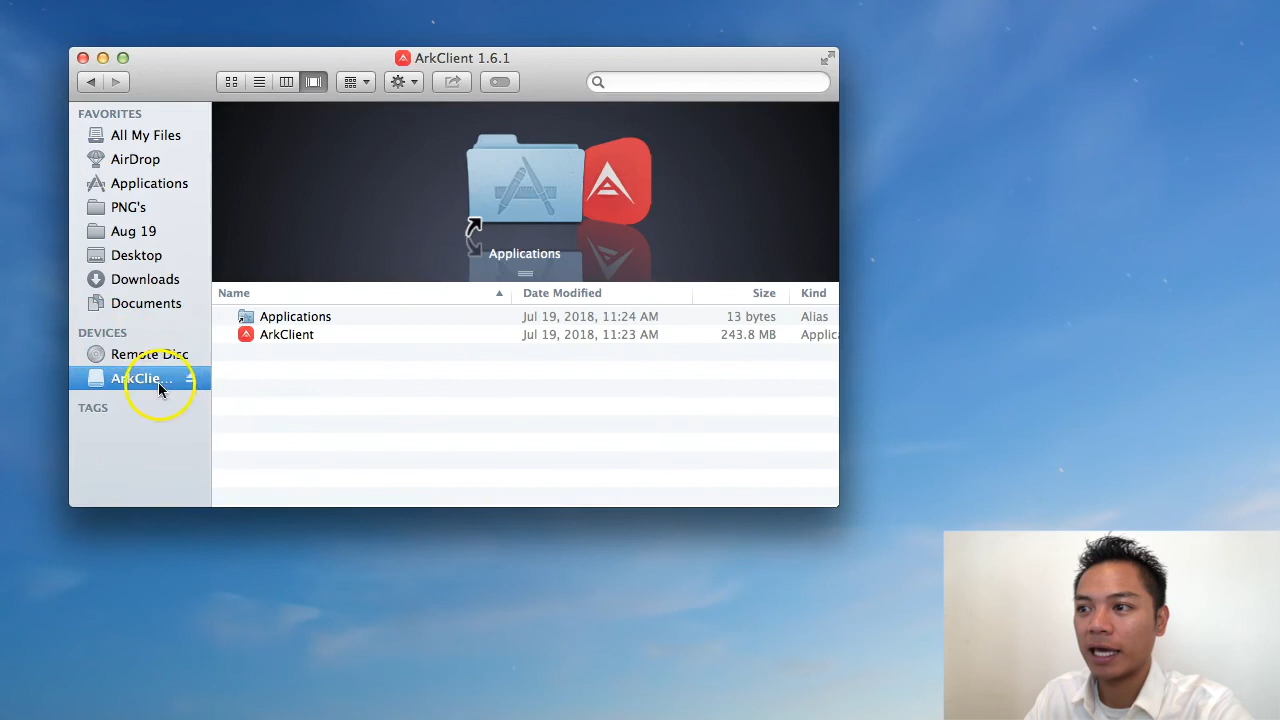 ArkClient 1.6.1
FAVORITES
All My Files
AirDrop
Applications
PNG's
Aug 19
Desktop
Downloads
Documents
DEVICES
Remote Disc
ArkClie...
TAGS
Applications
Name Date Modified Size Kind
Applications Jul 19, 2018, 11:24 AM 13 bytes Alias
ArkClient Jul 19, 2018, 11:23 AM 243.8 MB Applic